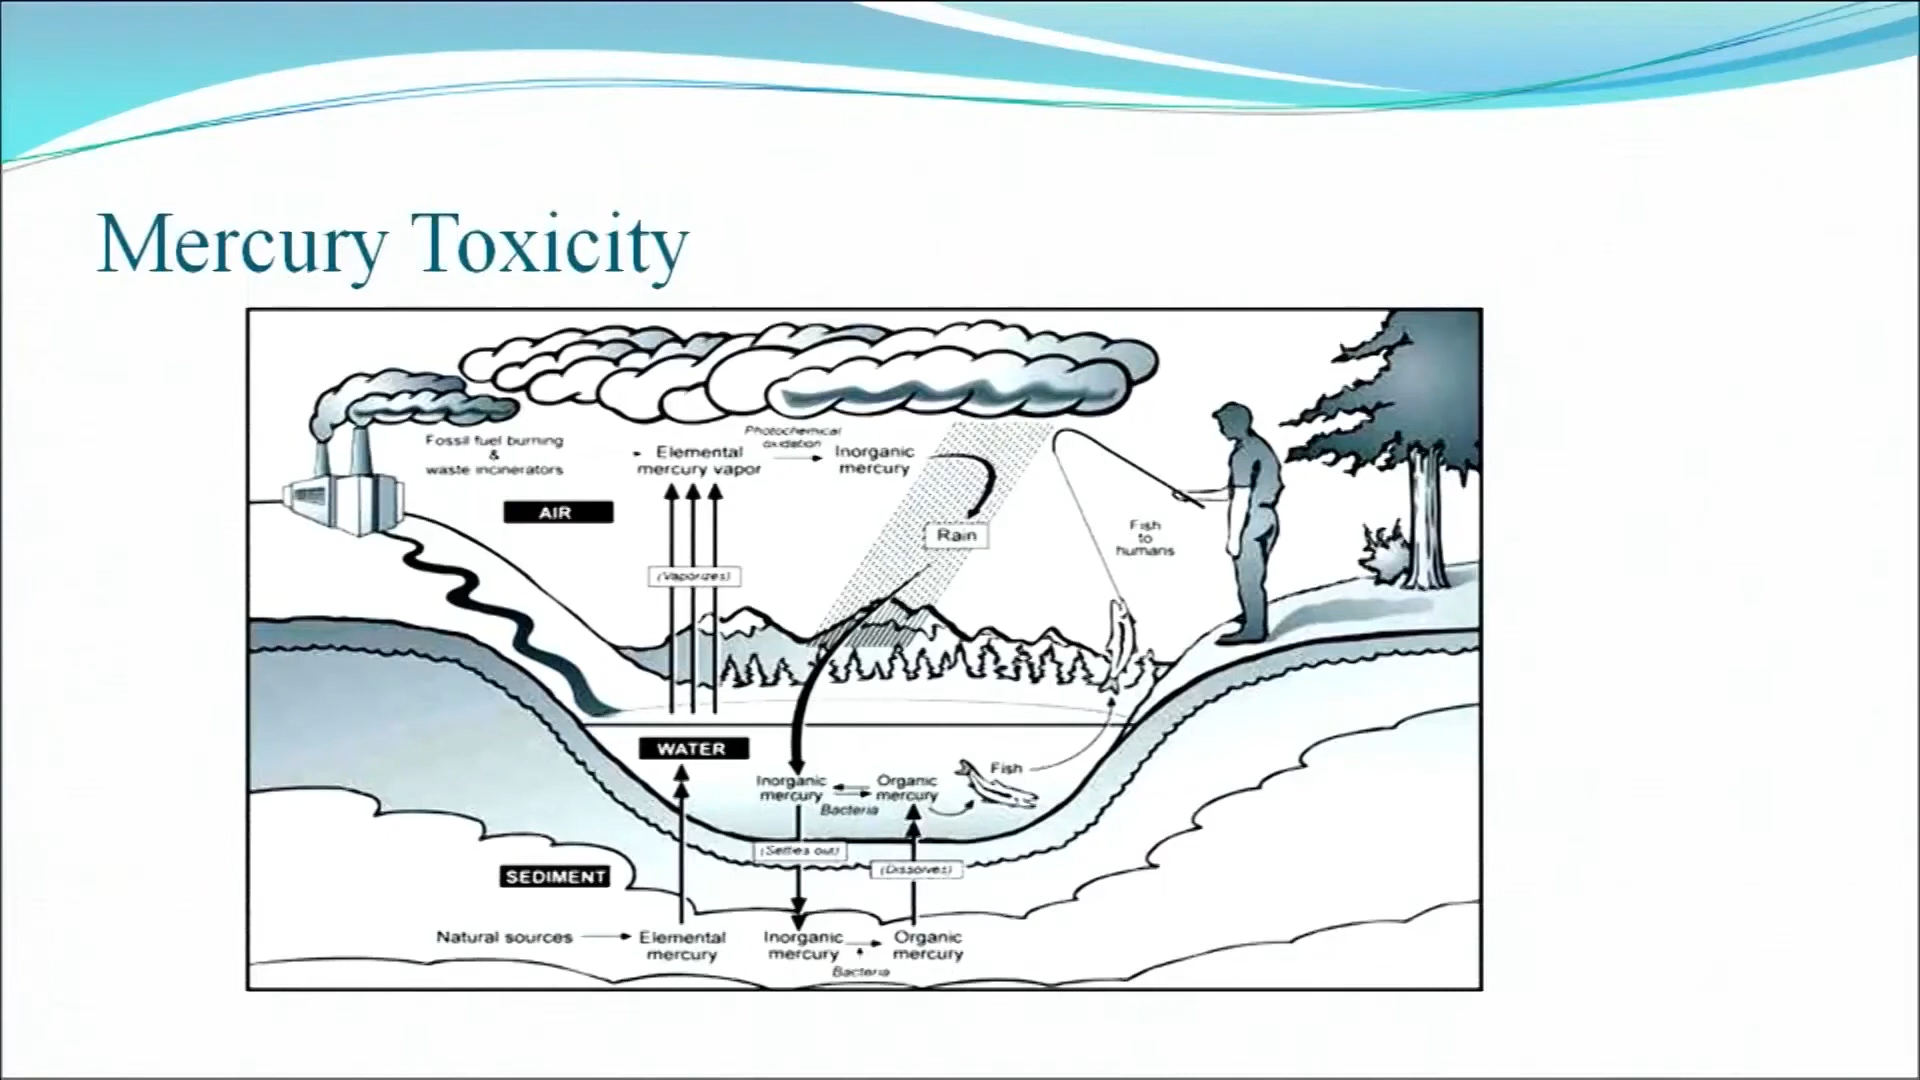 Mercury Toxicity
Fossil fuel burning
&
waste incinerators
Elemental
mercury vapor
Photochemical
oxidation
Inorganic
mercury
AIR
Rain
Fish
to
humans
(Vaporizes)
WATER
Inorganic
mercury
Organic
mercury
Bacteria
Fish
(Settles out)
(Dissolves)
SEDIMENT
Natural sources
Elemental
mercury
Inorganic
mercury
Organic
mercury
Bacteria